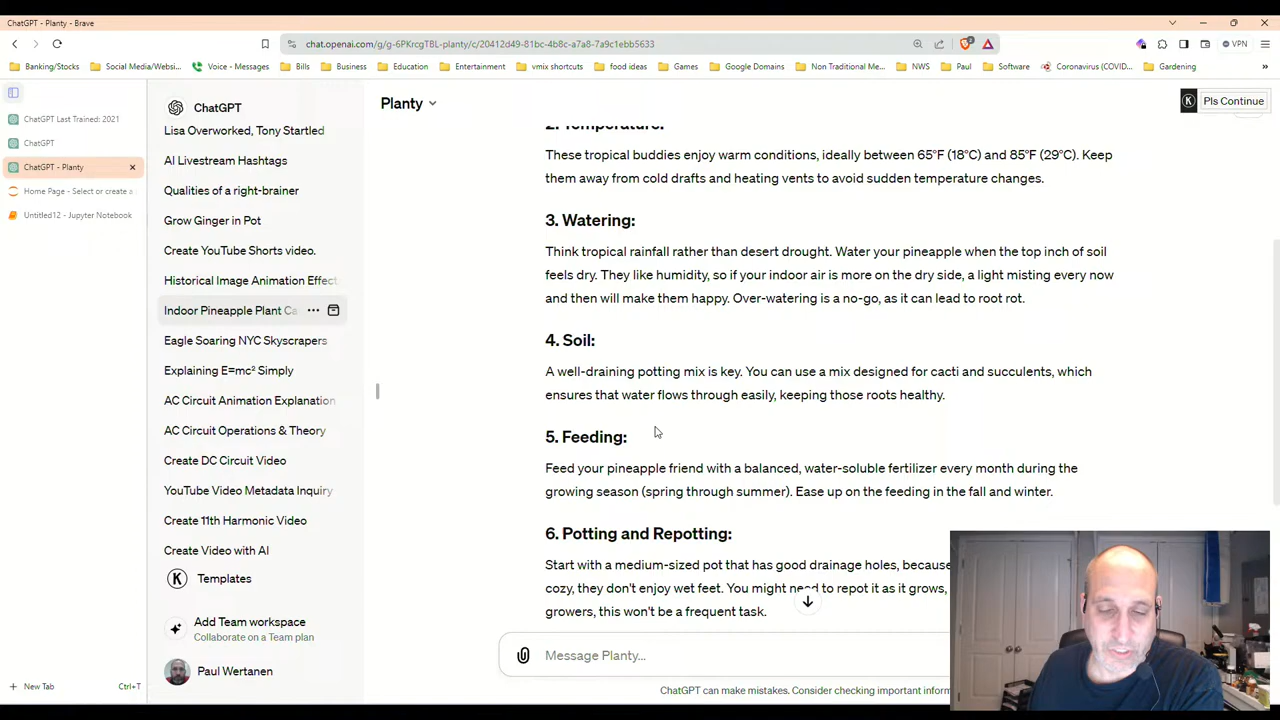 ChatGPT - Planty - Brave
chat.openai.com/g/g-6PKrcgTBL-planty/c/20412d49-81bc-4b8c-a7a8-7a9c1ebb5633
2
VPN
Banking/Stocks
Social Media/Websi...
Voice - Messages
Bills
Business
Education
Entertainment
vmix shortcuts
food ideas
Games
Google Domains
Non Traditional Me...
NWS
Paul
Software
Coronavirus (COVID...
Gardening
»
ChatGPT Last Trained: 2021
ChatGPT
ChatGPT - Planty
Home Page - Select or create a
Untitled12 - Jupyter Notebook
New Tab
Ctrl+T
ChatGPT
Lisa Overworked, Tony Startled
AI Livestream Hashtags
Qualities of a right-brainer
Grow Ginger in Pot
Create YouTube Shorts video.
Historical Image Animation Effect
Indoor Pineapple Plant Ca
Eagle Soaring NYC Skyscrapers
Explaining E=mc² Simply
AC Circuit Animation Explanation
AC Circuit Operations & Theory
Create DC Circuit Video
YouTube Video Metadata Inquiry
Create 11th Harmonic Video
Create Video with AI
K Templates
Add Team workspace
Collaborate on a Team plan
Paul Wertanen
Planty
K Pls Continue
2. Temperature:
These tropical buddies enjoy warm conditions, ideally between 65°F (18°C) and 85°F (29°C). Keep
them away from cold drafts and heating vents to avoid sudden temperature changes.
3. Watering:
Think tropical rainfall rather than desert drought. Water your pineapple when the top inch of soil
feels dry. They like humidity, so if your indoor air is more on the dry side, a light misting every now
and then will make them happy. Over-watering is a no-go, as it can lead to root rot.
4. Soil:
A well-draining potting mix is key. You can use a mix designed for cacti and succulents, which
ensures that water flows through easily, keeping those roots healthy.
5. Feeding:
Feed your pineapple friend with a balanced, water-soluble fertilizer every month during the
growing season (spring through summer). Ease up on the feeding in the fall and winter.
6. Potting and Repotting:
Start with a medium-sized pot that has good drainage holes, because
cozy, they don't enjoy wet feet. You might need to repot it as it grows,
growers, this won't be a frequent task.
Message Planty...
ChatGPT can make mistakes. Consider checking important inform